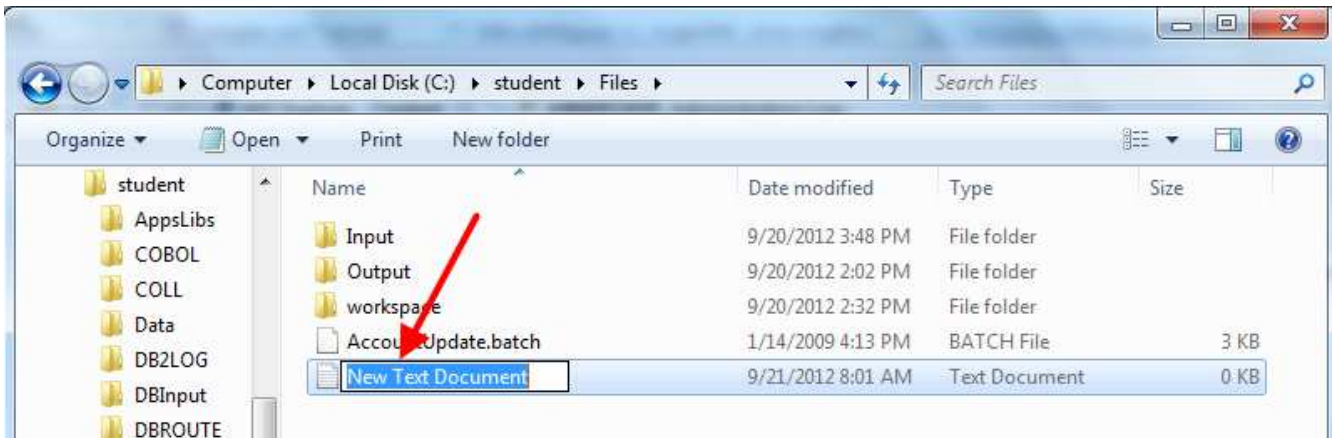 Computer Local Disk (C:) student Files Search Files
Organize Open Print New folder
student Name Date modified Type Size
AppsLibs Input 9/20/2012 3:48 PM File folder
COBOL Output 9/20/2012 2:02 PM File folder
COLL workspace 9/20/2012 2:32 PM File folder
Data AccountUpdate.batch 1/14/2009 4:13 PM BATCH File 3 KB
DB2LOG New Text Document 9/21/2012 8:01 AM Text Document 0 KB
DBInput
DBROUTE